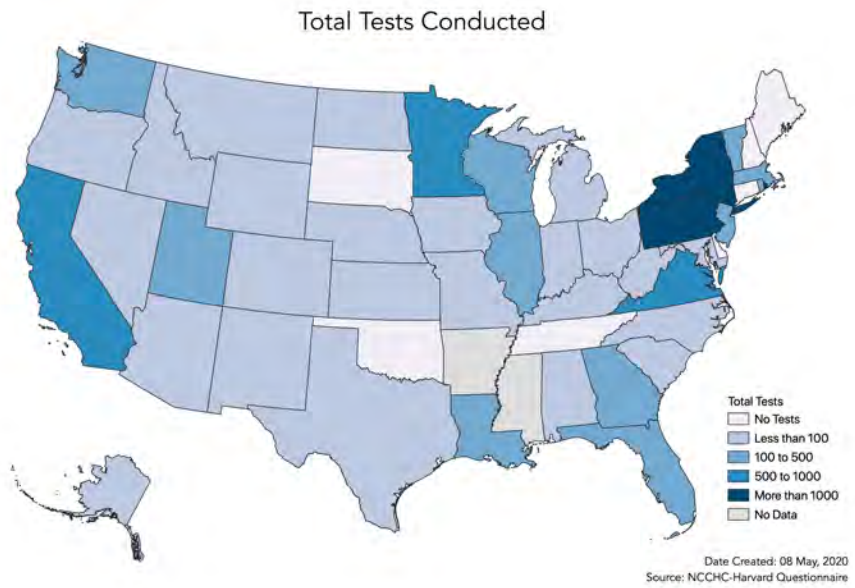 Total Tests Conducted
Total Tests
No Tests
Less than 100
100 to 500
500 to 1000
More than 1000
No Data
Date Created: 08 May, 2020
Source: NCCHC-Harvard Questionnaire